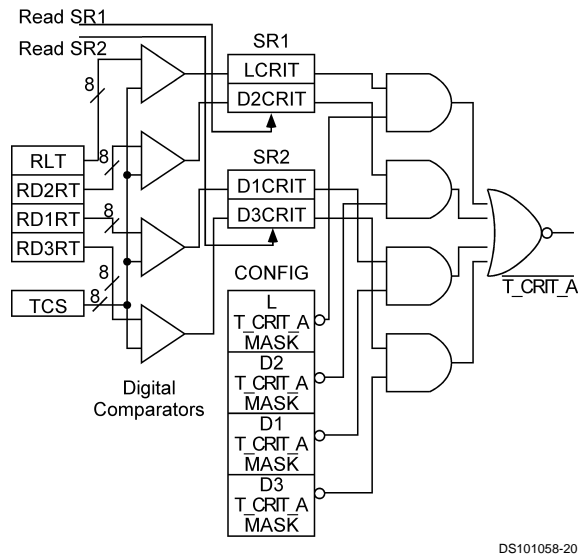 Read SR1
Read SR2
SR1
LCRIT
D2CRIT
8
RLT
8
RD2RT
RD1RT
8
RD3RT
8
TCS
8
SR2
D1CRIT
D3CRIT
CONFIG
L
T_CRIT_A
MASK
D2
T_CRIT_A
MASK
D1
T_CRIT_A
MASK
D3
T_CRIT_A
MASK
Digital
Comparators
T_CRIT_A
DS101058-20